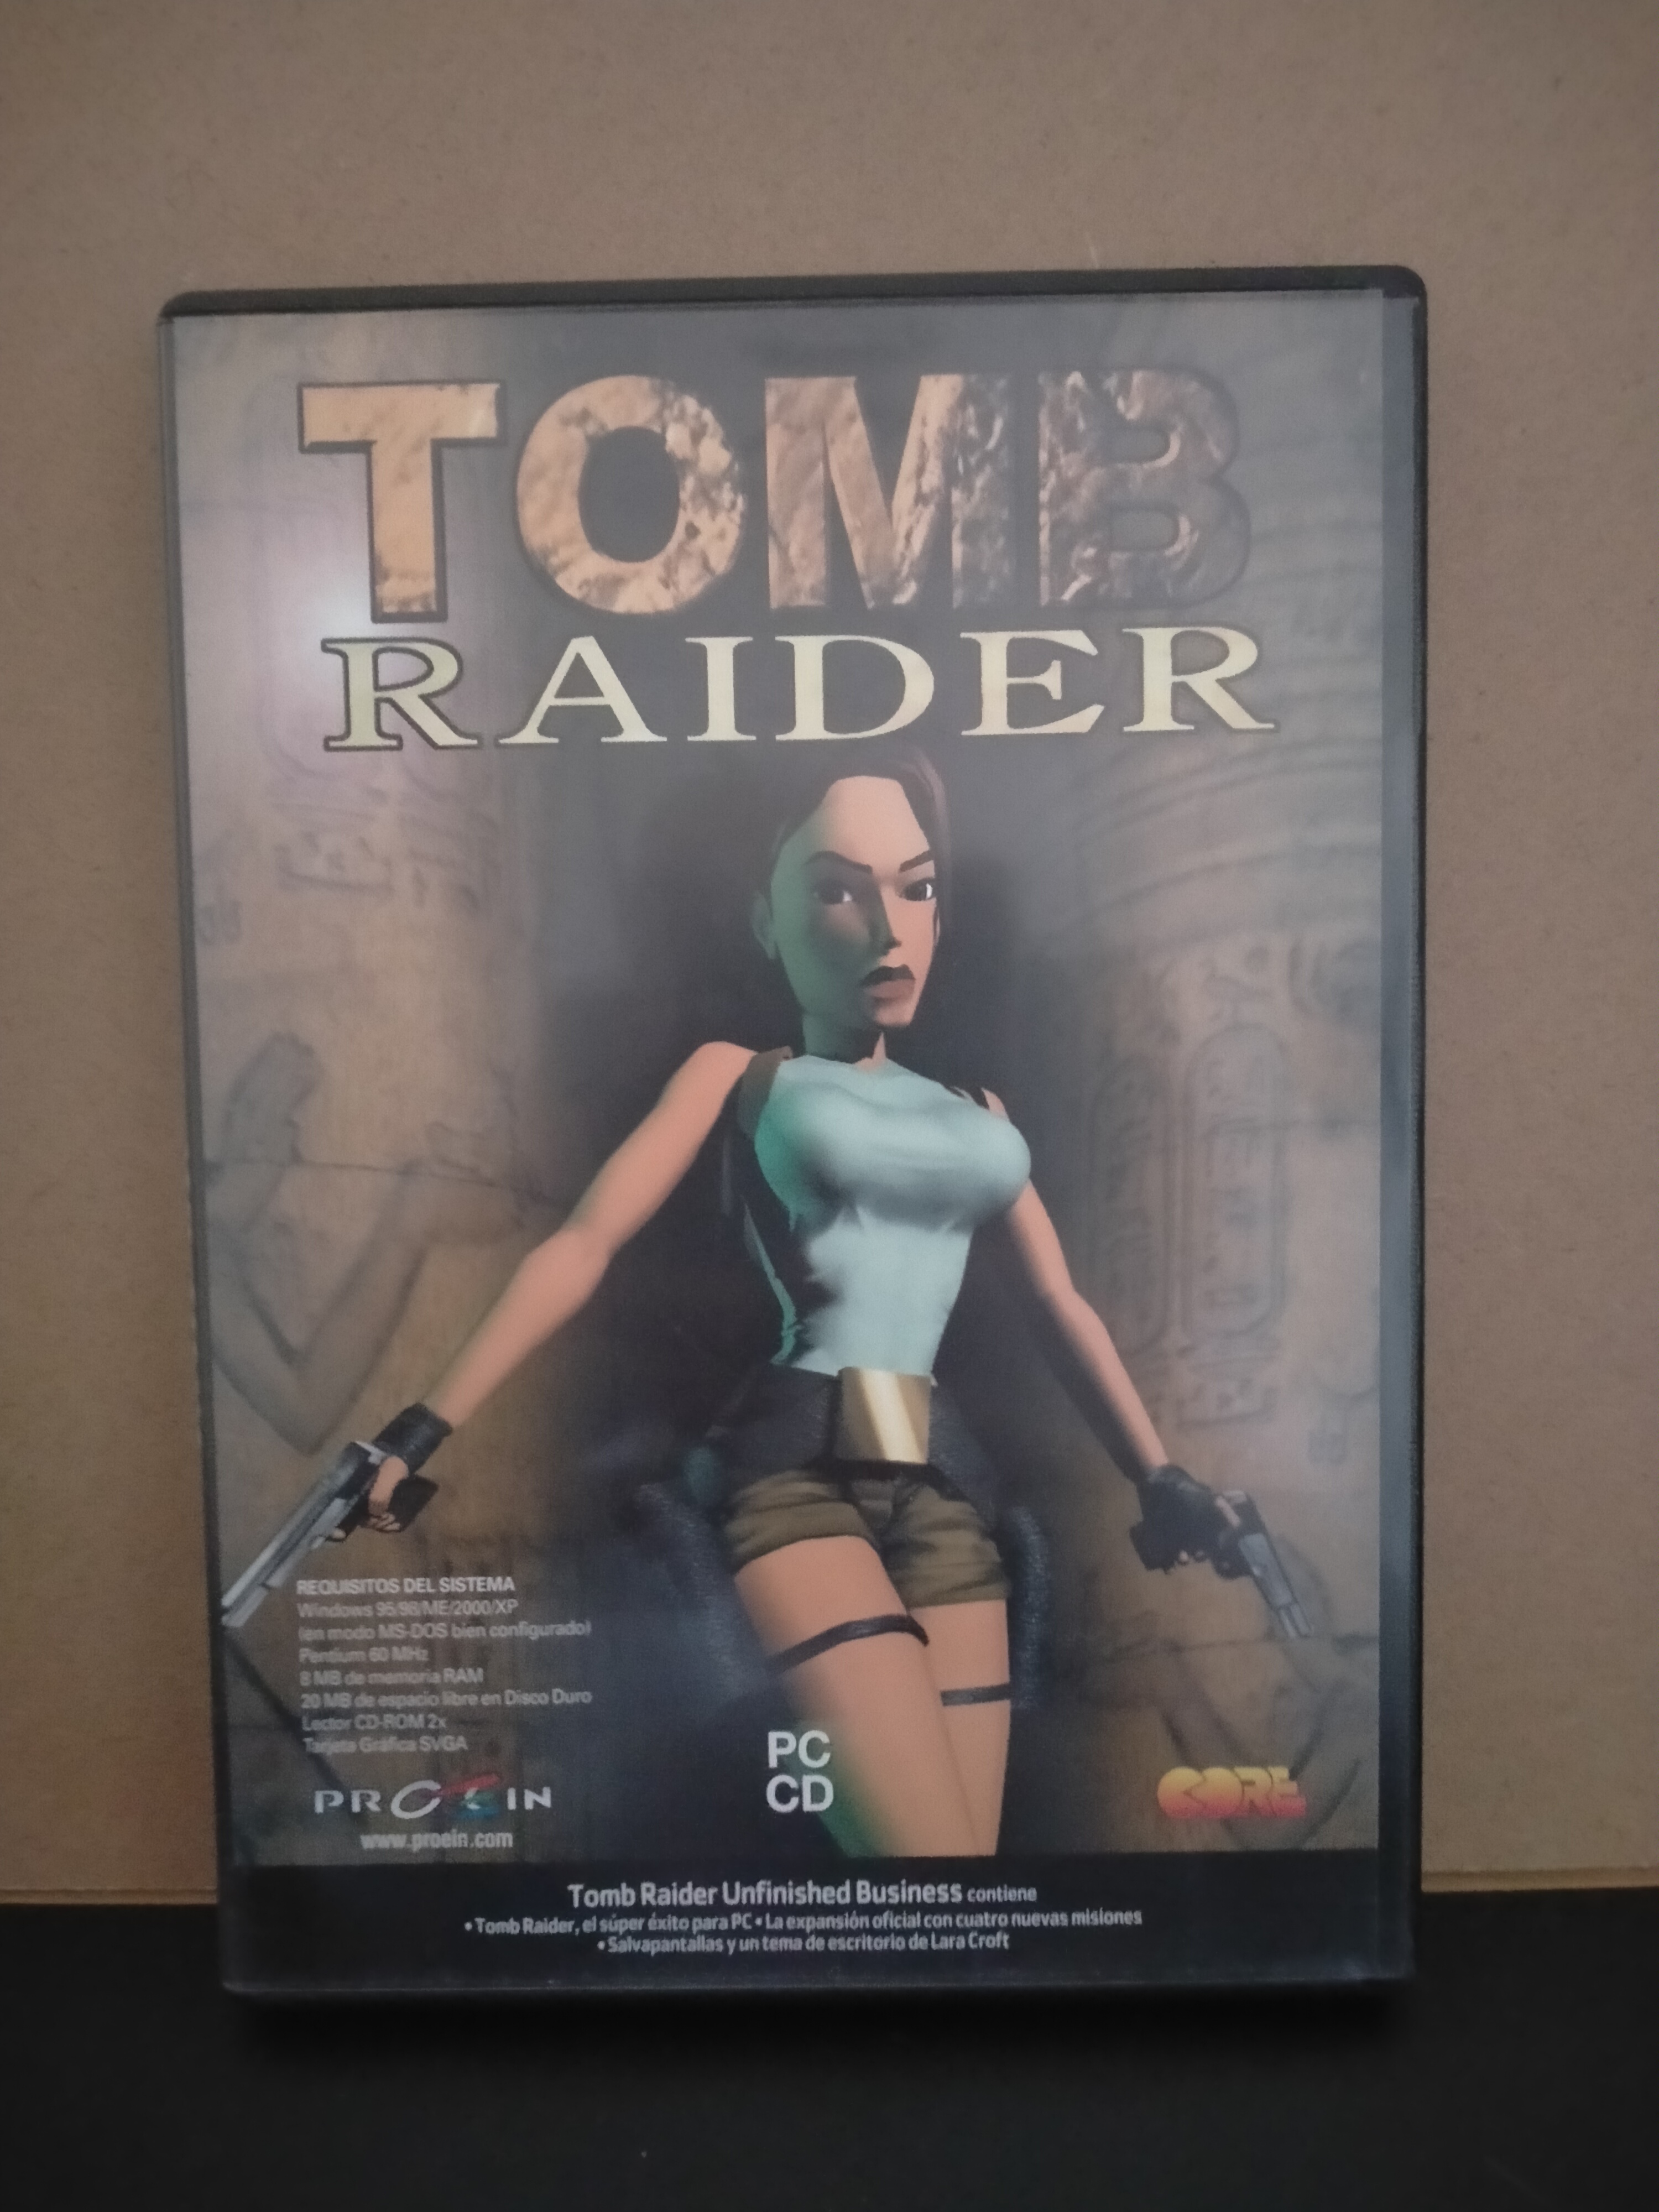 TOMB
RAIDER
REQUISITOS DEL SISTEMA
Windows 95/98/ME/2000/XP
(en modo MS-DOS bien configurado)
Pentium 60 MHz
8 MB de memoria RAM
20 MB de espacio libre en Disco Duro
Lector CD-ROM 2x
Tarjeta Gráfica SVGA
PROEIN
www.proein.com
PC
CD
CORE
Tomb Raider Unfinished Business contiene
• Tomb Raider, el súper éxito para PC • La expansión oficial con cuatro nuevas misiones
• Salvapantallas y un tema de escritorio de Lara Croft